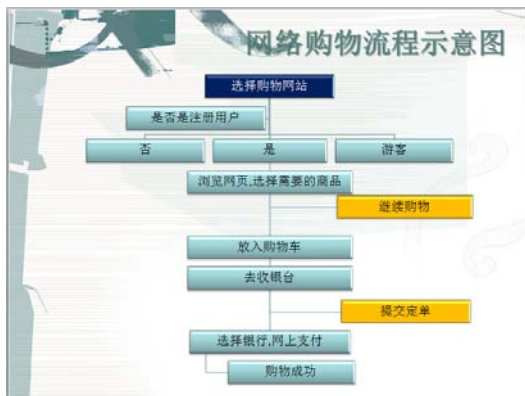 网络购物流程示意图
选择购物网站
是否是注册用户
否
是
游客
浏览网页,选择需要的商品
继续购物
放入购物车
去收银台
提交定单
选择银行,网上支付
购物成功